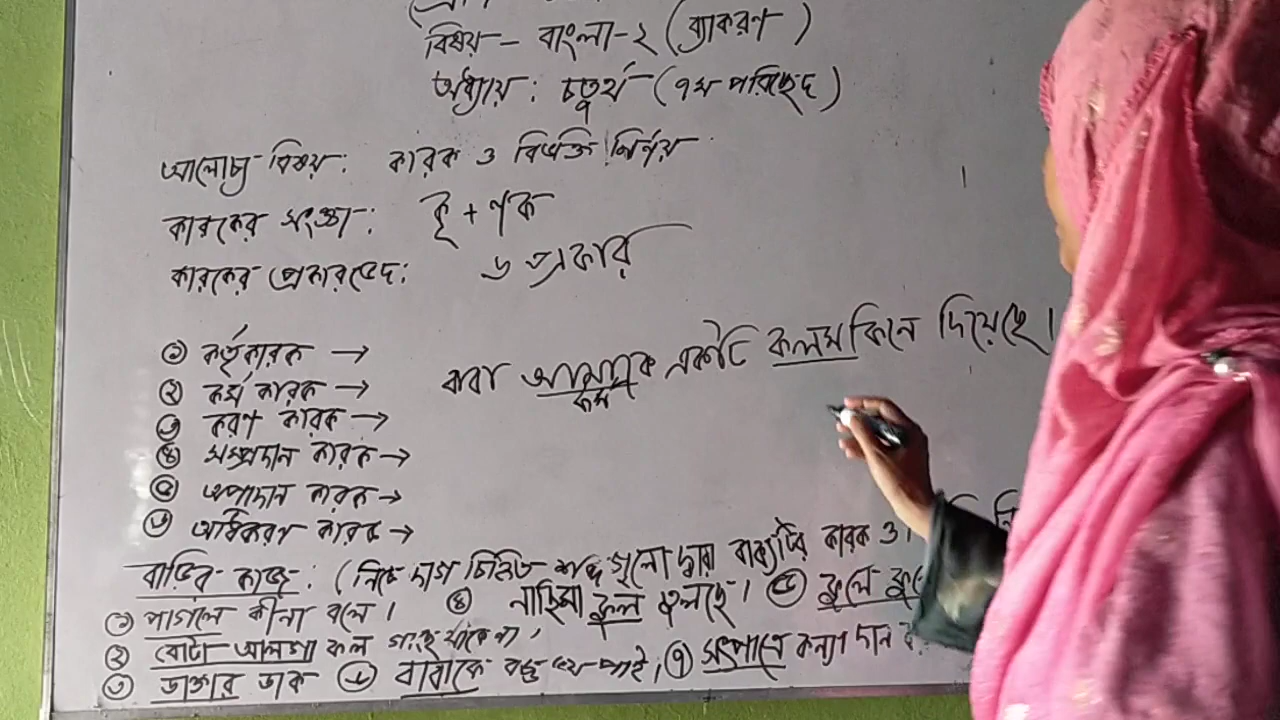 বিষয় - বাংলা-২ (ব্যাকরণ)
অধ্যায় : চতুর্থ (৭ম পরিচ্ছেদ)
আলোচ্য বিষয় : কারক ও বিভক্তি নির্ণয়
কারকের সংজ্ঞা : কৃ + ণক
কারকের প্রকারভেদ : ৬ প্রকার
① কর্তৃকারক →
② কর্ম কারক →
③ করণ কারক →
④ সম্প্রদান কারক →
⑤ অপাদান কারক →
⑥ অধিকরণ কারক →
বাবা আমাকে একটি কলম কিনে দিয়েছে।
কর্ম
বাড়ির কাজ : (নিচে দাগ চিহ্নিত শব্দ গুলো দ্বারা বাক্যটির কারক ও
① পাগলে কীনা বলে। ④ নাহিমা ফুল তুলছে। ⑤ ফুলে ফুলে
② বোটা আলগা ফল গাছে থাকে না। ⑦ সৎপাত্রে কন্যা দান
③ ডাক্তার ডাক ⑥ বাবাকে বড্ড ভয় পাই।